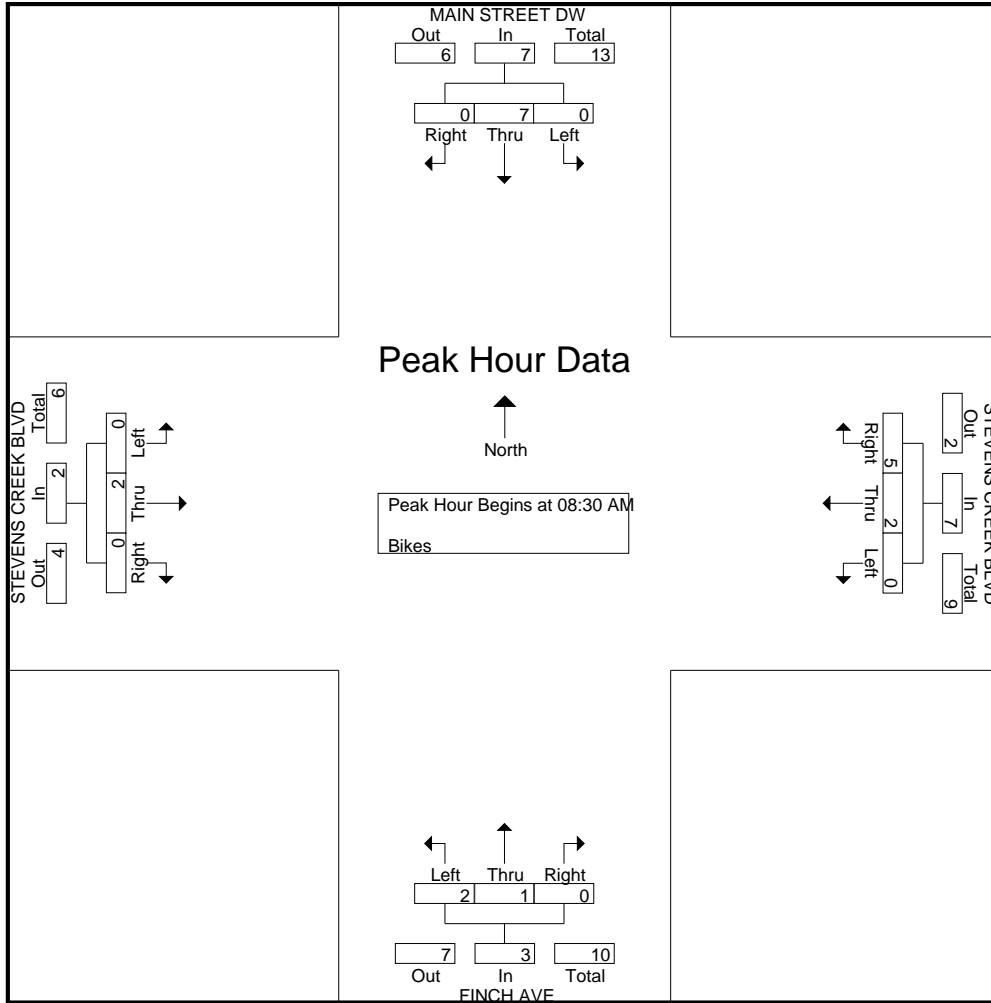 MAIN STREET DW
Out In Total
6 7 13
0 7 0
Right Thru Left
Peak Hour Data
North
Peak Hour Begins at 08:30 AM
Bikes
STEVENS CREEK BLVD
Total In Out
6 2 4
0 2 0
Left Thru Right
STEVENS CREEK BLVD
Out In Total
2 7 9
5 2 0
Right Thru Left
Left Thru Right
2 1 0
7 3 10
Out In Total
FINCH AVE